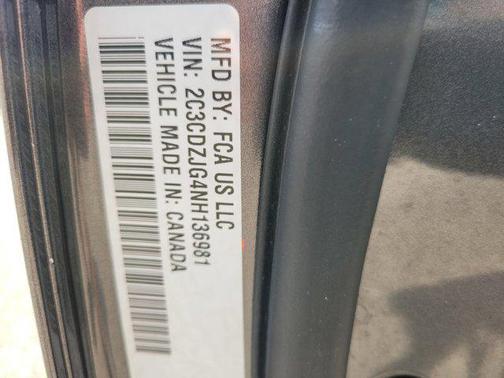 MFD BY: FCA US LLC
VIN: 2C3CDZJG4NH136981
VEHICLE MADE IN: CANADA